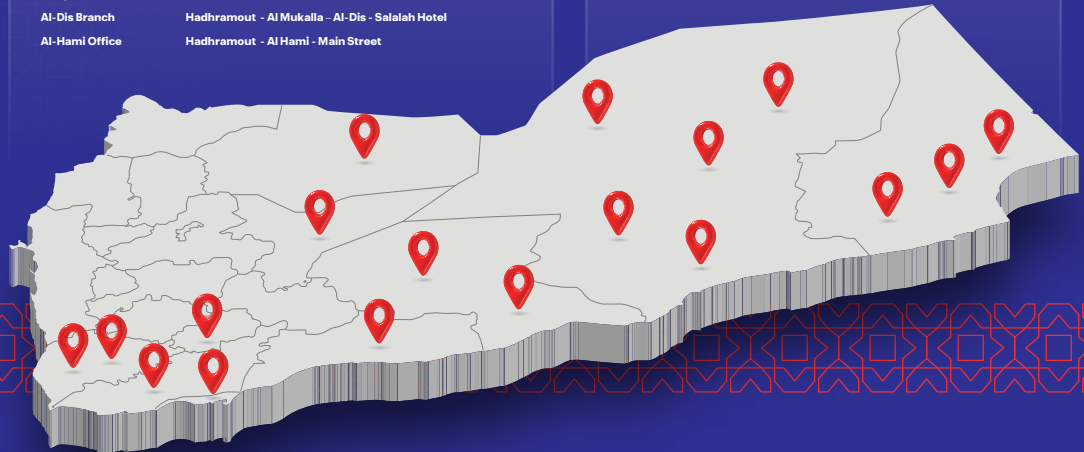 Al-Dis Branch Hadhramout - Al Mukalla – Al-Dis - Salalah Hotel
Al-Hami Office Hadhramout - Al Hami - Main Street